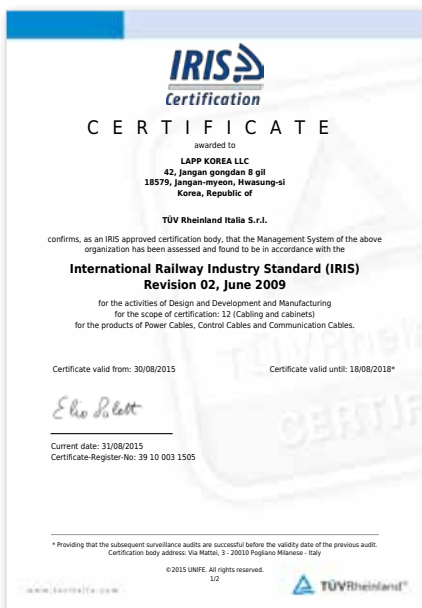 IRIS
Certification
CERTIFICATE
awarded to
LAPP KOREA LLC
42, Jangan gongdan 8 gil
18579, Jangan-myeon, Hwasung-si
Korea, Republic of
TÜV Rheinland Italia S.r.l.
confirms, as an IRIS approved certification body, that the Management System of the above
organization has been assessed and found to be in accordance with the
International Railway Industry Standard (IRIS)
Revision 02, June 2009
for the activities of Design and Development and Manufacturing
for the scope of certification: 12 (Cabling and cabinets)
for the products of Power Cables, Control Cables and Communication Cables.
Certificate valid from: 30/08/2015 Certificate valid until: 18/08/2018*
Current date: 31/08/2015
Certificate-Register-No: 39 10 003 1505
* Providing that the subsequent surveillance audits are successful before the validity date of the previous audit.
Certification body address: Via Mattei, 3 - 20010 Pogliano Milanese - Italy
©2015 UNIFE. All rights reserved.
1/2
TÜVRheinland®